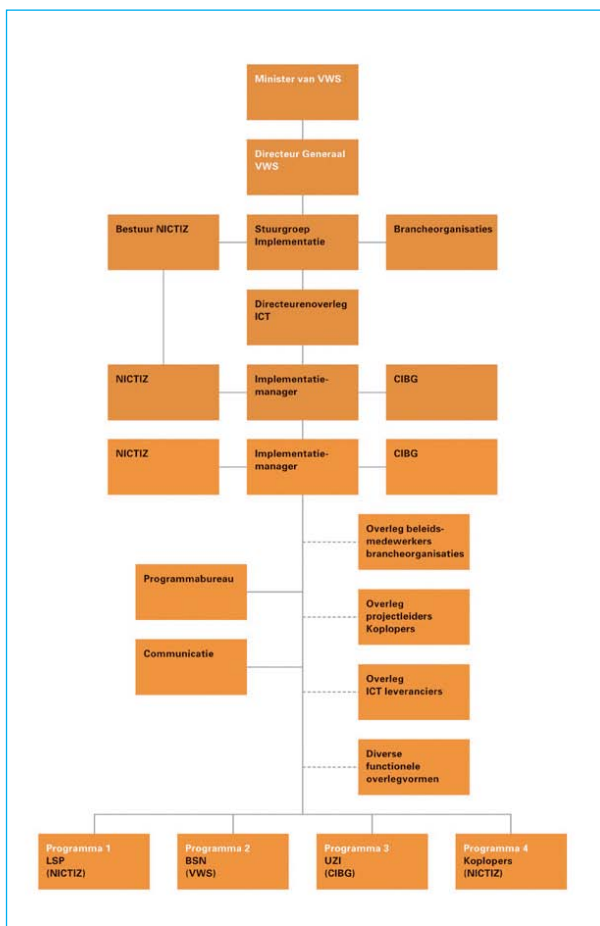 Minister van VWS
Directeur Generaal
VWS
Bestuur NICTIZ
Stuurgroep
Implementatie
Brancheorganisaties
Directeurenoverleg
ICT
NICTIZ
Implementatie-
manager
CIBG
NICTIZ
Implementatie-
manager
CIBG
Overleg beleids-
medewerkers
brancheorganisaties
Programmabureau
Overleg
projectleiders
Koplopers
Communicatie
Overleg
ICT leveranciers
Diverse
functionele
overlegvormen
Programma 1
LSP
(NICTIZ)
Programma 2
BSN
(VWS)
Programma 3
UZI
(CIBG)
Programma 4
Koplopers
(NICTIZ)